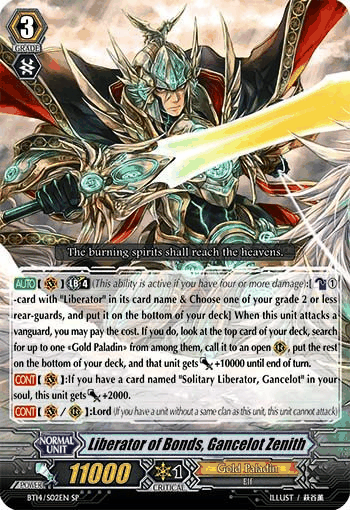 3
GRADE
The burning spirits shall reach the heavens.
AUTO [ ] LB4 (This ability is active if you have four or more damage):[ 1
-card with "Liberator" in its card name & Choose one of your grade 2 or less
rear-guards, and put it on the bottom of your deck] When this unit attacks a
vanguard, you may pay the cost. If you do, look at the top card of your deck, search
for up to one «Gold Paladin» from among them, call it to an open , put the rest
on the bottom of your deck, and that unit gets +10000 until end of turn.
CONT [ ]:If you have a card named "Solitary Liberator, Gancelot" in your
soul, this unit gets +2000.
CONT [ / ]:Lord (If you have a unit without a same clan as this unit, this unit cannot attack)
NORMAL
UNIT
Liberator of Bonds, Gancelot Zenith
POWER 11000
1 CRITICAL
Gold Paladin
Elf
BT14/S02EN SP
ILLUST / 萩谷薫